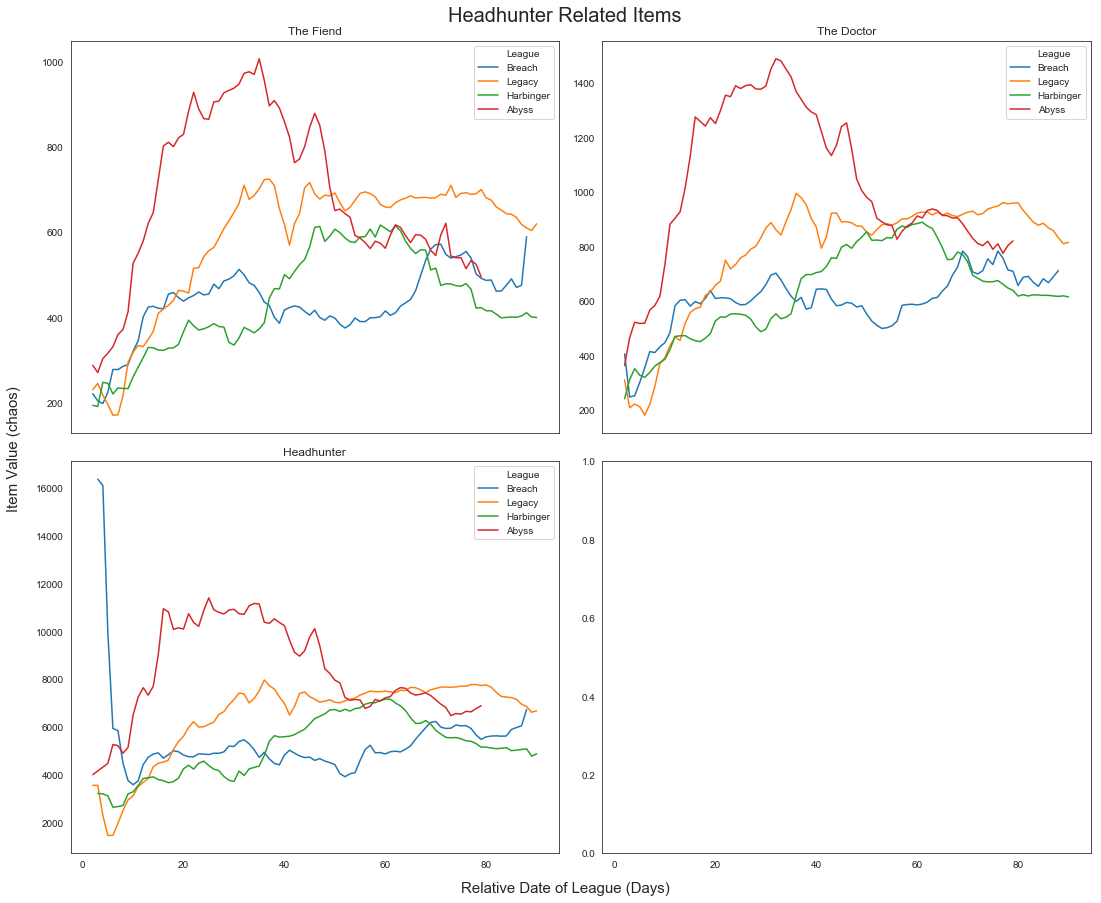 Headhunter Related Items
The Fiend
League
Breach
Legacy
Harbinger
Abyss
1000
800
600
400
200
The Doctor
League
Breach
Legacy
Harbinger
Abyss
1400
1200
1000
800
600
400
200
Item Value (chaos)
Headhunter
League
Breach
Legacy
Harbinger
Abyss
16000
14000
12000
10000
8000
6000
4000
2000
0 20 40 60 80
1.0
0.8
0.6
0.4
0.2
0.0
0 20 40 60 80
Relative Date of League (Days)